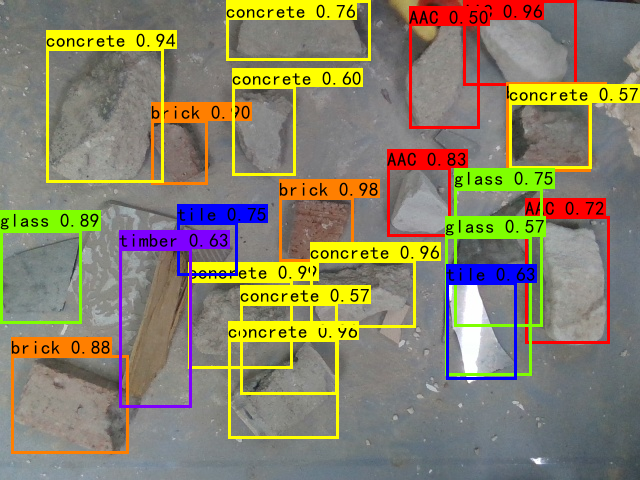 concrete 0.76
AAC 0.50
0.96
concrete 0.94
concrete 0.60
concrete 0.57
brick 0.90
AAC 0.83
glass 0.75
brick 0.98
AAC 0.72
tile 0.75
glass 0.89
glass 0.57
timber 0.63
concrete 0.96
concrete 0.99
tile 0.63
concrete 0.57
concrete 0.96
brick 0.88